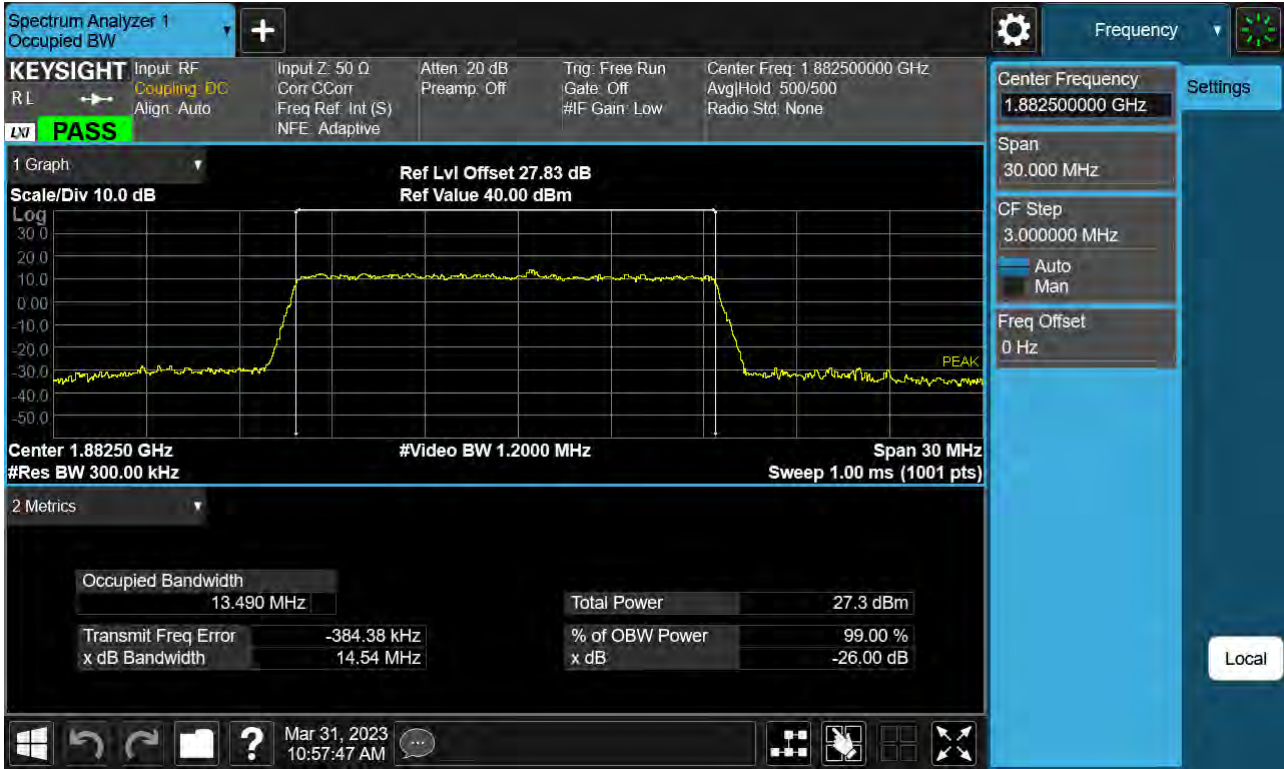 Spectrum Analyzer 1
Occupied BW
Frequency
KEYSIGHT
RL
LXI
PASS
Input: RF
Coupling: DC
Align: Auto
Input Z: 50 Ω
Corr CCorr
Freq Ref: Int (S)
NFE: Adaptive
Atten: 20 dB
Preamp: Off
Trig: Free Run
Gate: Off
#IF Gain: Low
Center Freq: 1.882500000 GHz
Avg|Hold: 500/500
Radio Std: None
Center Frequency
1.882500000 GHz
Settings
Span
30.000 MHz
CF Step
3.000000 MHz
Auto
Man
Freq Offset
0 Hz
1 Graph
Scale/Div 10.0 dB
Ref Lvl Offset 27.83 dB
Ref Value 40.00 dBm
Log
30.0
20.0
10.0
0.00
-10.0
-20.0
-30.0
-40.0
-50.0
PEAK
Center 1.88250 GHz
#Video BW 1.2000 MHz
Span 30 MHz
#Res BW 300.00 kHz
Sweep 1.00 ms (1001 pts)
2 Metrics
Occupied Bandwidth
13.490 MHz
Total Power 27.3 dBm
Transmit Freq Error -384.38 kHz
% of OBW Power 99.00 %
x dB Bandwidth 14.54 MHz
x dB -26.00 dB
Local
?
Mar 31, 2023
10:57:47 AM